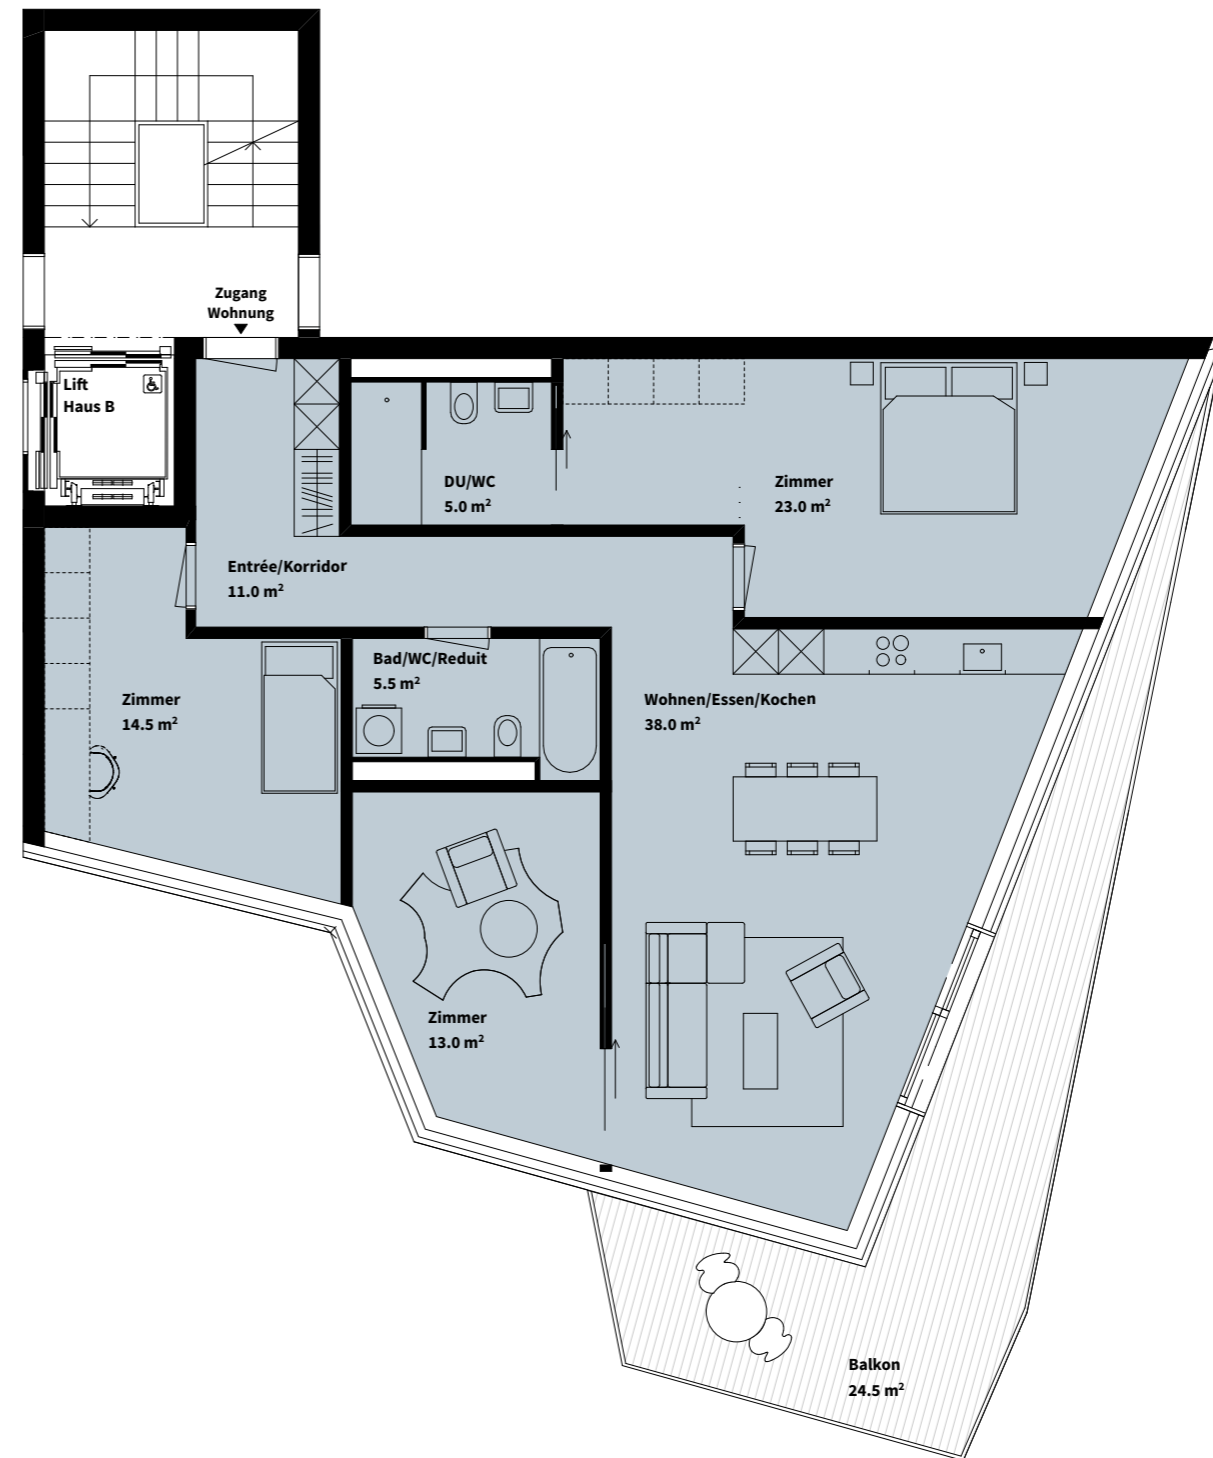 Zugang
Wohnung
Lift
Haus B
DU/WC
5.0 m²
Zimmer
23.0 m²
Entrée/Korridor
11.0 m²
Bad/WC/Reduit
5.5 m²
Zimmer
14.5 m²
Wohnen/Essen/Kochen
38.0 m²
Zimmer
13.0 m²
Balkon
24.5 m²